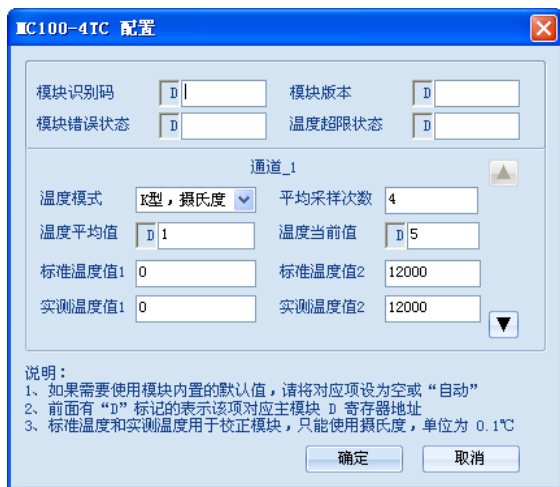 MC100-4TC 配置
模块识别码 D 模块版本 D
模块错误状态 D 温度超限状态 D
通道_1
温度模式 K型，摄氏度 平均采样次数 4
温度平均值 D 1 温度当前值 D 5
标准温度值1 0 标准温度值2 12000
实测温度值1 0 实测温度值2 12000
说明：
1、如果需要使用模块内置的默认值，请将对应项设为空或“自动”
2、前面有“D”标记的表示该项对应主模块 D 寄存器地址
3、标准温度和实测温度用于校正模块，只能使用摄氏度，单位为 0.1℃
确定 取消